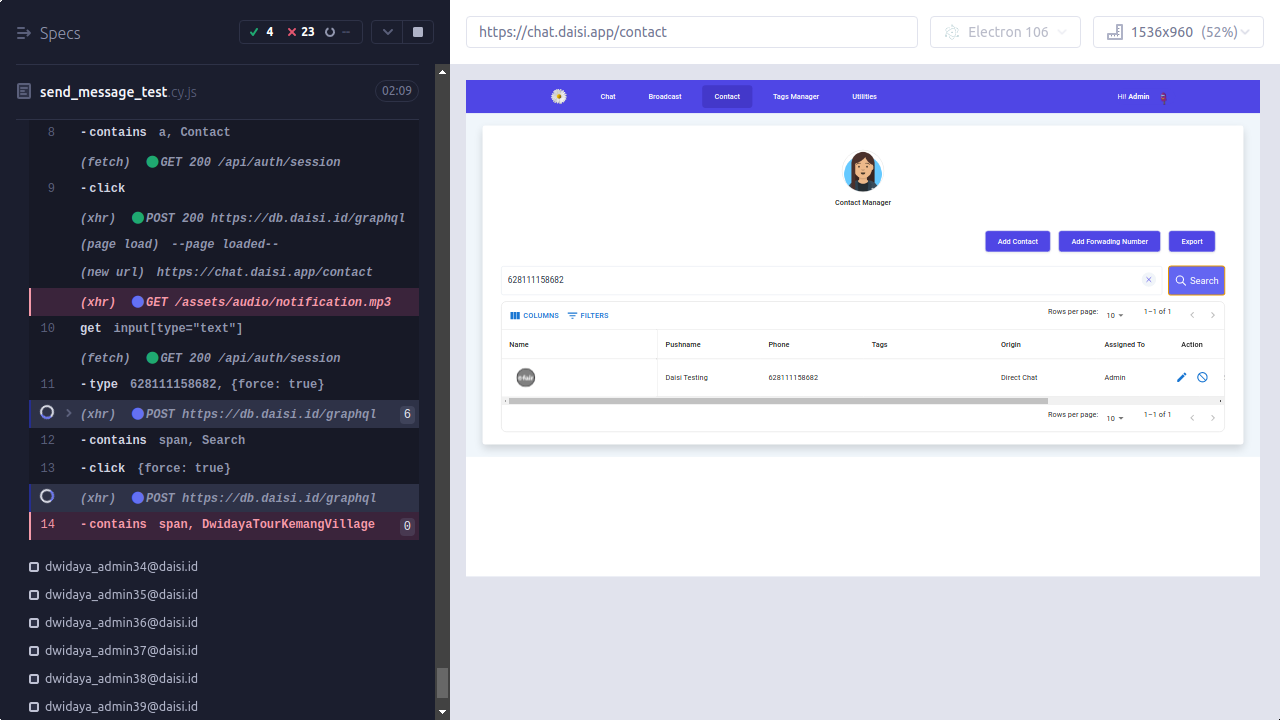 Specs
4 23 --
https://chat.daisi.app/contact
Electron 106
1536x960 (52%)
send_message_test.cy.js
02:09
8 -contains a, Contact
(fetch) GET 200 /api/auth/session
9 -click
(xhr) POST 200 https://db.daisi.id/graphql
(page load) --page loaded--
(new url) https://chat.daisi.app/contact
(xhr) GET /assets/audio/notification.mp3
10 get input[type="text"]
(fetch) GET 200 /api/auth/session
11 -type 628111158682, {force: true}
(xhr) POST https://db.daisi.id/graphql 6
12 -contains span, Search
13 -click {force: true}
(xhr) POST https://db.daisi.id/graphql
14 -contains span, DwidayaTourKemangVillage 0
dwidaya_admin34@daisi.id
dwidaya_admin35@daisi.id
dwidaya_admin36@daisi.id
dwidaya_admin37@daisi.id
dwidaya_admin38@daisi.id
dwidaya_admin39@daisi.id
Chat Broadcast Contact Tags Manager Utilities Hi! Admin
Contact Manager
Add Contact Add Forwading Number Export
628111158682 Search
COLUMNS FILTERS Rows per page: 10 1–1 of 1
Name Pushname Phone Tags Origin Assigned To Action
Daisi Testing 628111158682 Direct Chat Admin
Rows per page: 10 1–1 of 1